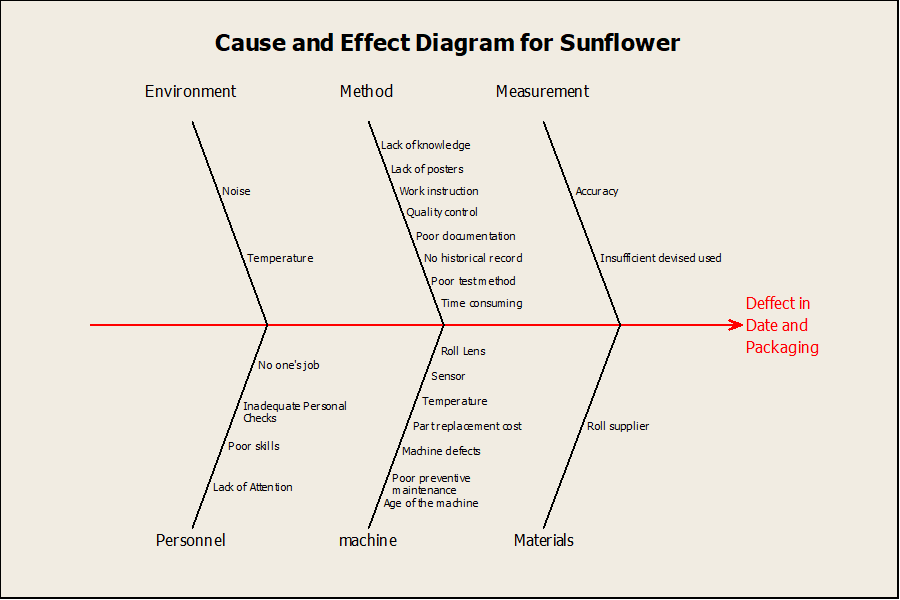 Cause and Effect Diagram for Sunflower
Environment
Method
Measurement
Noise
Temperature
Lack of knowledge
Lack of posters
Work instruction
Quality control
Poor documentation
No historical record
Poor test method
Time consuming
Accuracy
Insufficient devised used
Deffect in
Date and
Packaging
No one's job
Inadequate Personal
Checks
Poor skills
Lack of Attention
Roll Lens
Sensor
Temperature
Part replacement cost
Machine defects
Poor preventive
maintenance
Age of the machine
Roll supplier
Personnel
machine
Materials